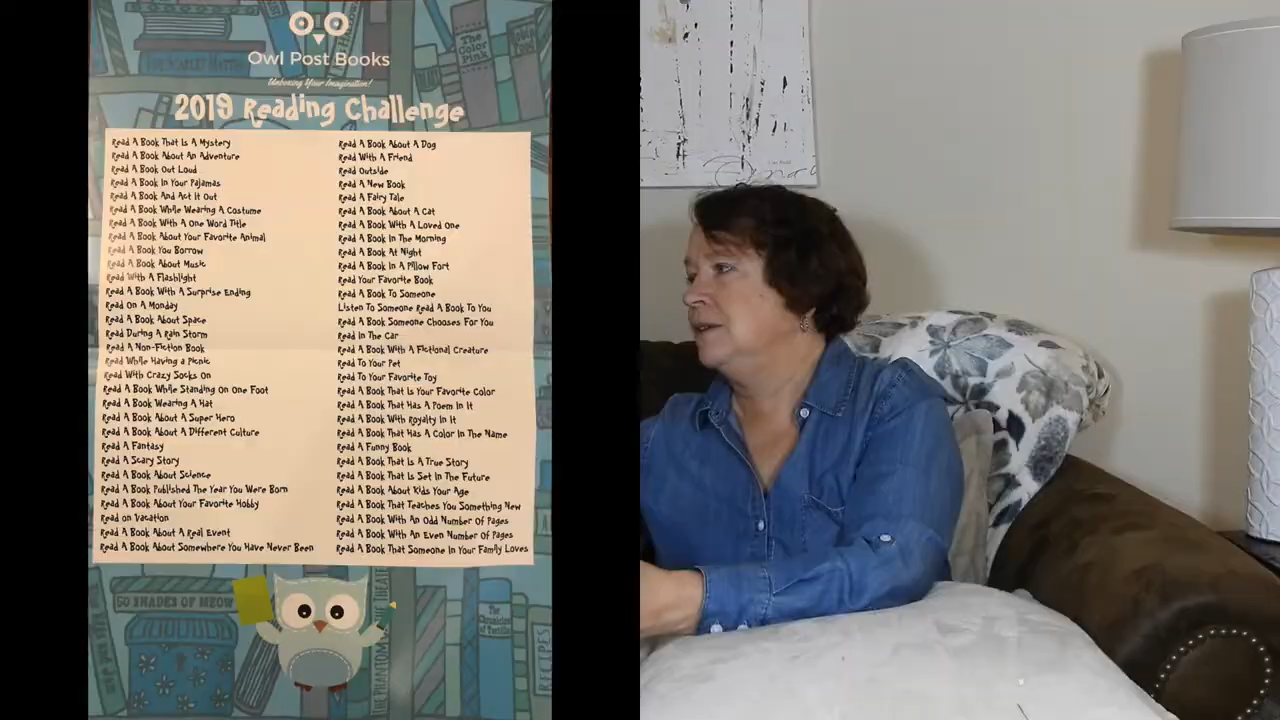 Owl Post Books
Unboxing Your Imagination!
2019 Reading Challenge
Read A Book That Is A Mystery
Read A Book About An Adventure
Read A Book Out Loud
Read A Book In Your Pajamas
Read A Book And Act It Out
Read A Book While Wearing A Costume
Read A Book With A One Word Title
Read A Book About Your Favorite Animal
Read A Book You Borrow
Read A Book About Music
Read With A Flashlight
Read A Book With A Surprise Ending
Read On A Monday
Read A Book About Space
Read During A Rain Storm
Read A Non-Fiction Book
Read While Having a Picnic
Read With Crazy Socks On
Read A Book While Standing On One Foot
Read A Book Wearing A Hat
Read A Book About A Super Hero
Read A Book About A Different Culture
Read A Fantasy
Read A Scary Story
Read A Book About Science
Read A Book Published The Year You Were Born
Read A Book About Your Favorite Hobby
Read on Vacation
Read A Book About A Real Event
Read A Book About Somewhere You Have Never Been
Read A Book About A Dog
Read With A Friend
Read Outside
Read A New Book
Read A Fairy Tale
Read A Book About A Cat
Read A Book With A Loved One
Read A Book In The Morning
Read A Book At Night
Read A Book In A Pillow Fort
Read Your Favorite Book
Read A Book To Someone
Listen To Someone Read A Book To You
Read A Book Someone Chooses For You
Read In The Car
Read A Book With A Fictional Creature
Read To Your Pet
Read To Your Favorite Toy
Read A Book That Is Your Favorite Color
Read A Book That Has A Poem In It
Read A Book With Royalty In It
Read A Book That Has A Color In The Name
Read A Funny Book
Read A Book That Is A True Story
Read A Book That Is Set In The Future
Read A Book About Kids Your Age
Read A Book That Teaches You Something New
Read A Book With An Odd Number Of Pages
Read A Book With An Even Number Of Pages
Read A Book That Someone In Your Family Loves
The
Color
Pink
50 SHADES OF MEOW
The
Chronicles
of
RECIPES